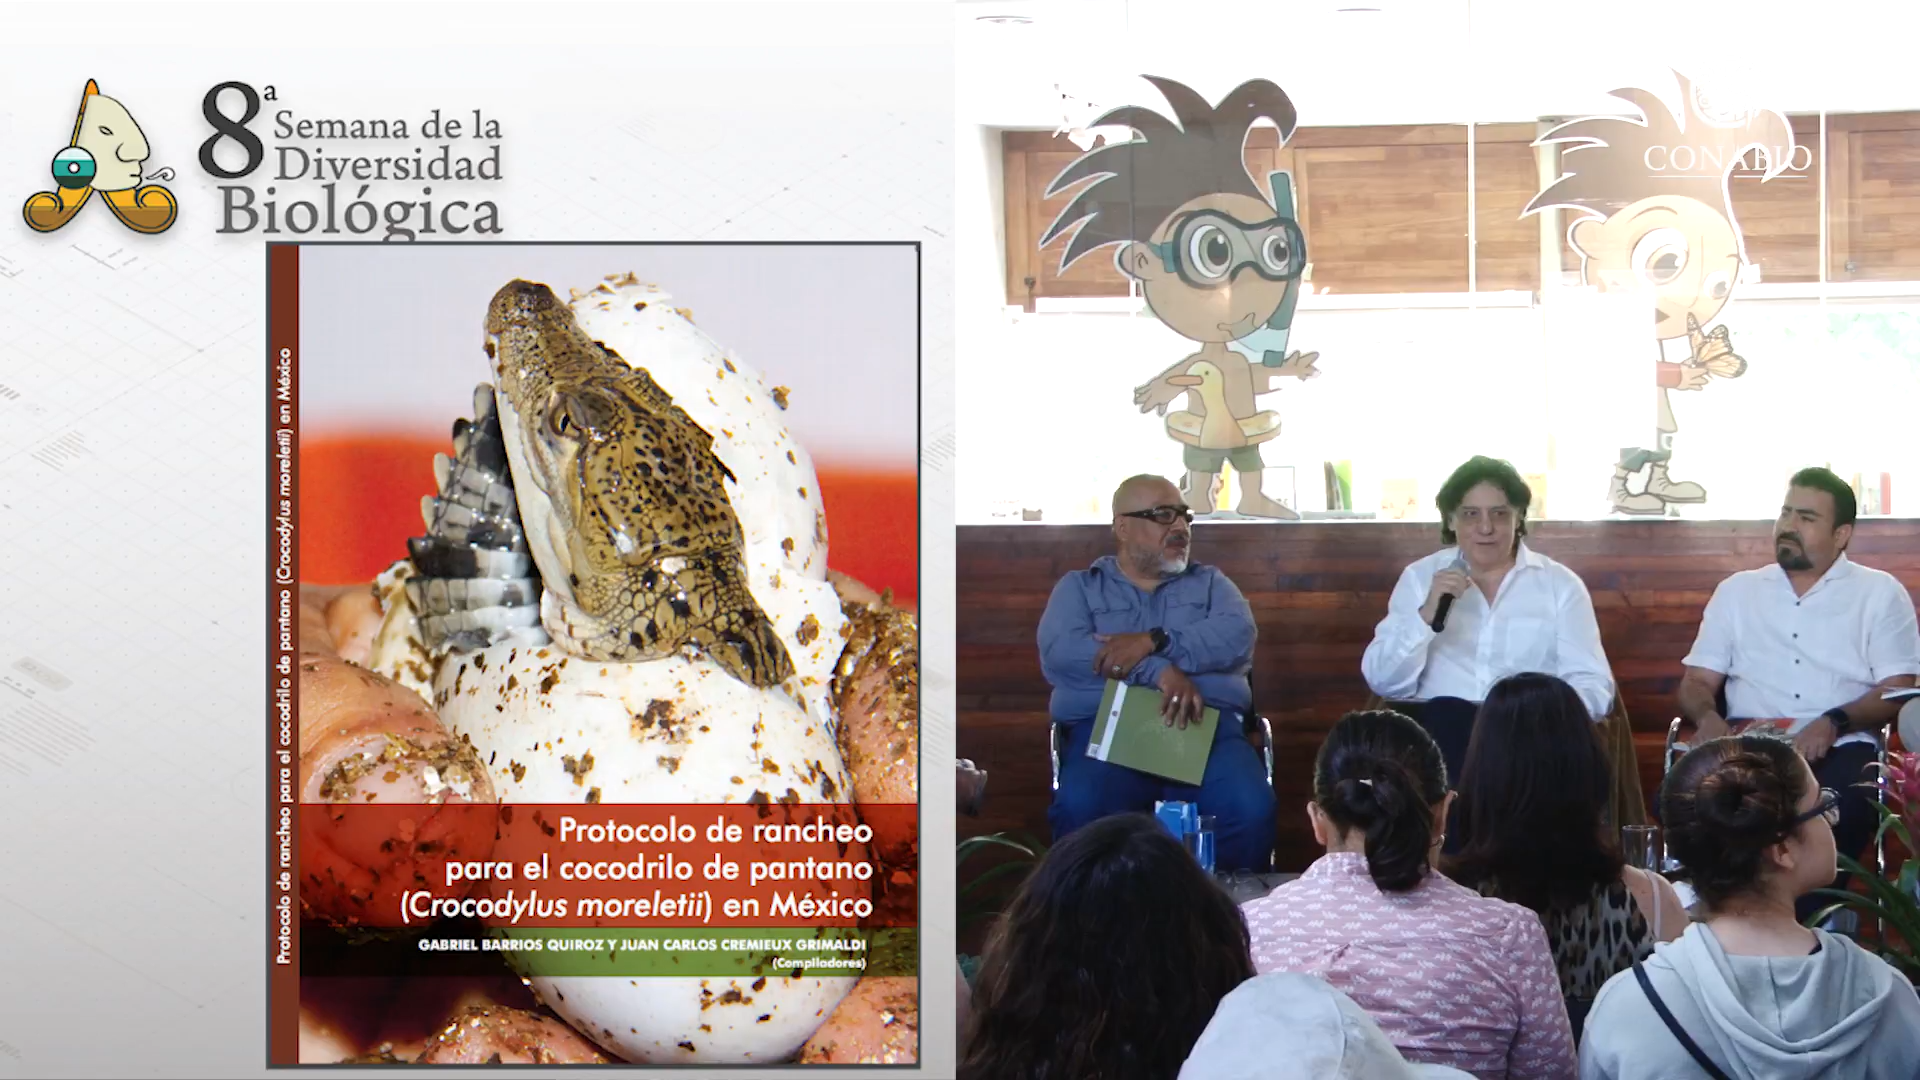 8ª
Semana de la
Diversidad
Biológica
CONABIO
Protocolo de rancheo para el cocodrilo de pantano (Crocodylus moreletii) en México
Protocolo de rancheo
para el cocodrilo de pantano
(Crocodylus moreletii) en México
GABRIEL BARRIOS QUIROZ Y JUAN CARLOS CREMIEUX GRIMALDI
(Compiladores)